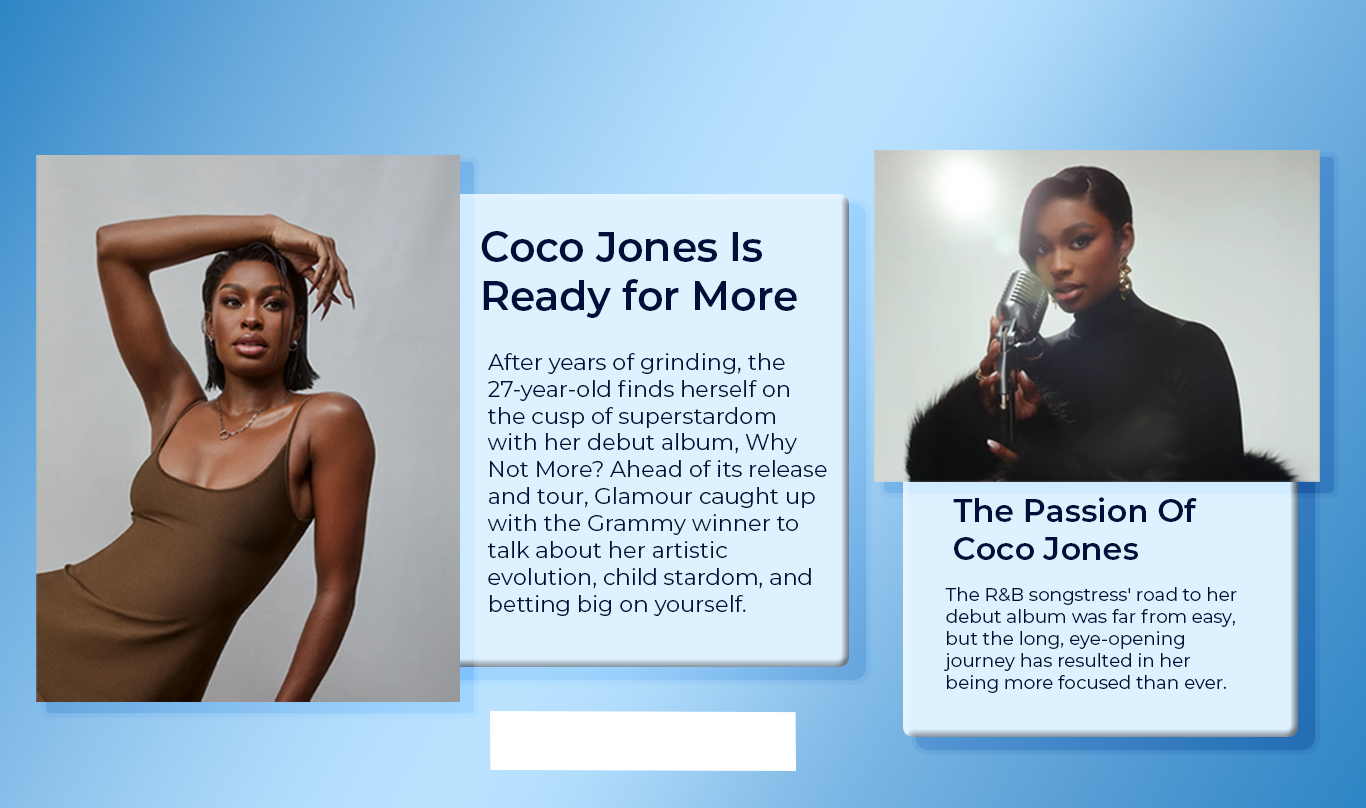 Coco Jones Is
Ready for More
After years of grinding, the
27-year-old finds herself on
the cusp of superstardom
with her debut album, Why
Not More? Ahead of its release
and tour, Glamour caught up
with the Grammy winner to
talk about her artistic
evolution, child stardom, and
betting big on yourself.
The Passion Of
Coco Jones
The R&B songstress' road to her
debut album was far from easy,
but the long, eye-opening
journey has resulted in her
being more focused than ever.